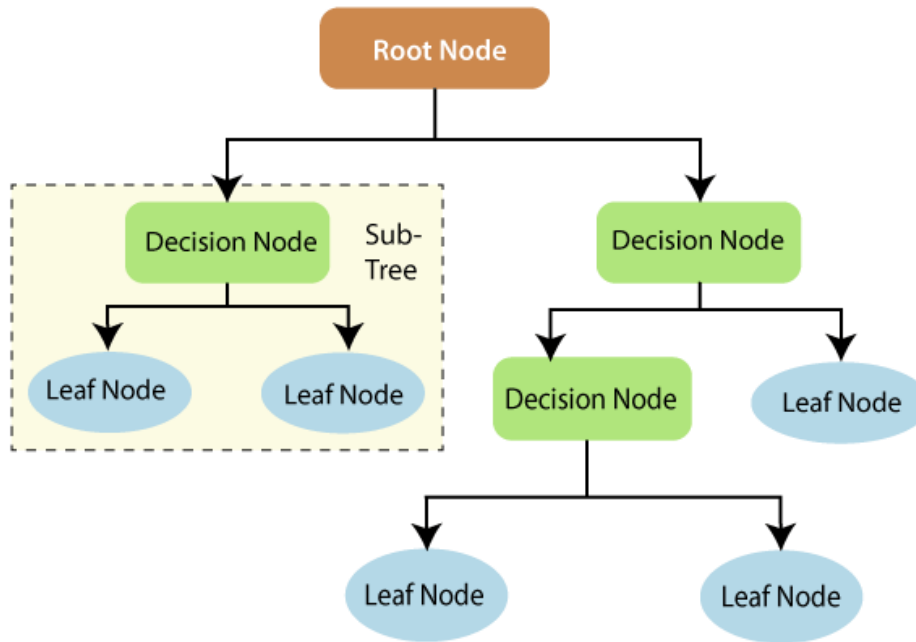 Root Node
Decision Node
Sub-
Tree
Decision Node
Leaf Node
Leaf Node
Decision Node
Leaf Node
Leaf Node
Leaf Node